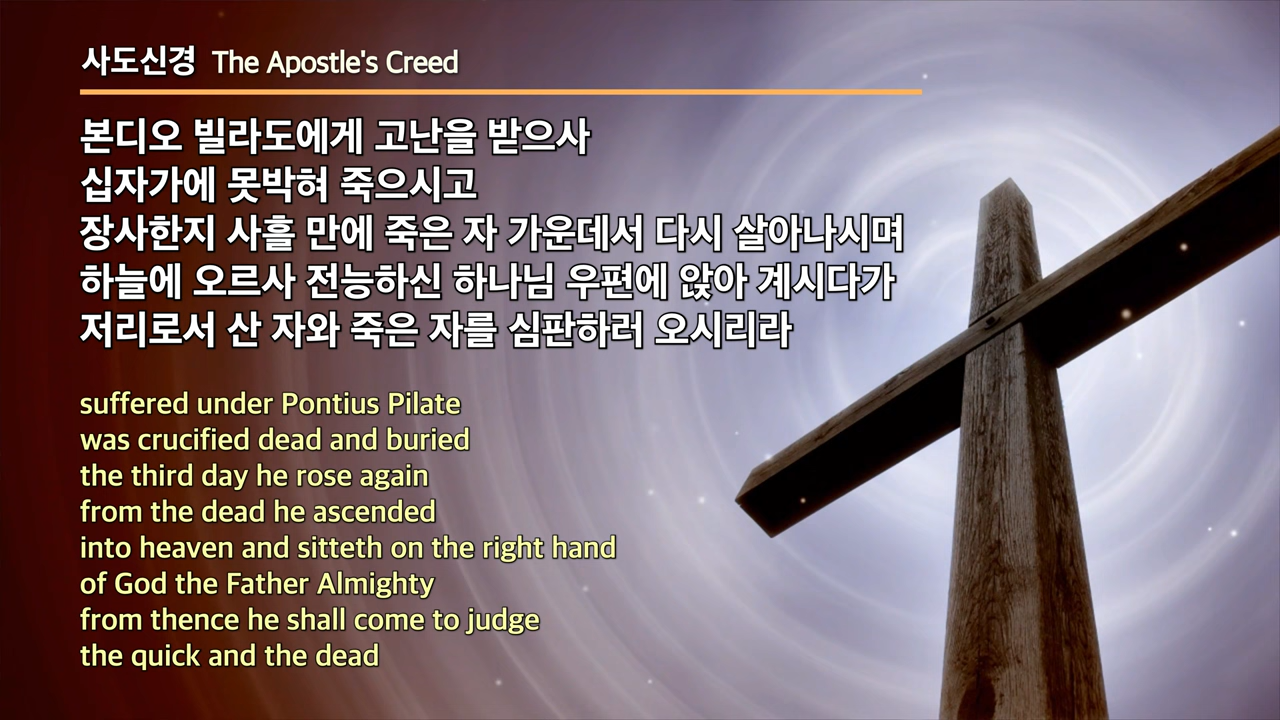 사도신경 The Apostle's Creed
본디오 빌라도에게 고난을 받으사
십자가에 못박혀 죽으시고
장사한지 사흘 만에 죽은 자 가운데서 다시 살아나시며
하늘에 오르사 전능하신 하나님 우편에 앉아 계시다가
저리로서 산 자와 죽은 자를 심판하러 오시리라
suffered under Pontius Pilate
was crucified dead and buried
the third day he rose again
from the dead he ascended
into heaven and sitteth on the right hand
of God the Father Almighty
from thence he shall come to judge
the quick and the dead